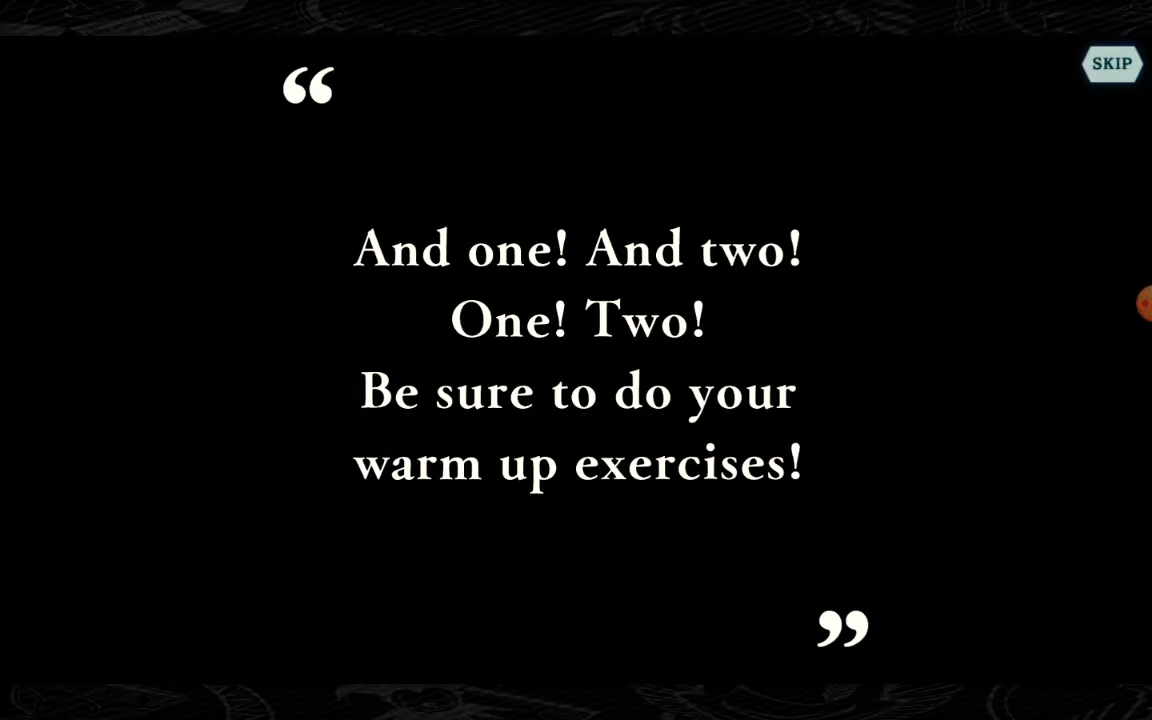 SKIP
“
And one! And two!
One! Two!
Be sure to do your
warm up exercises!
”